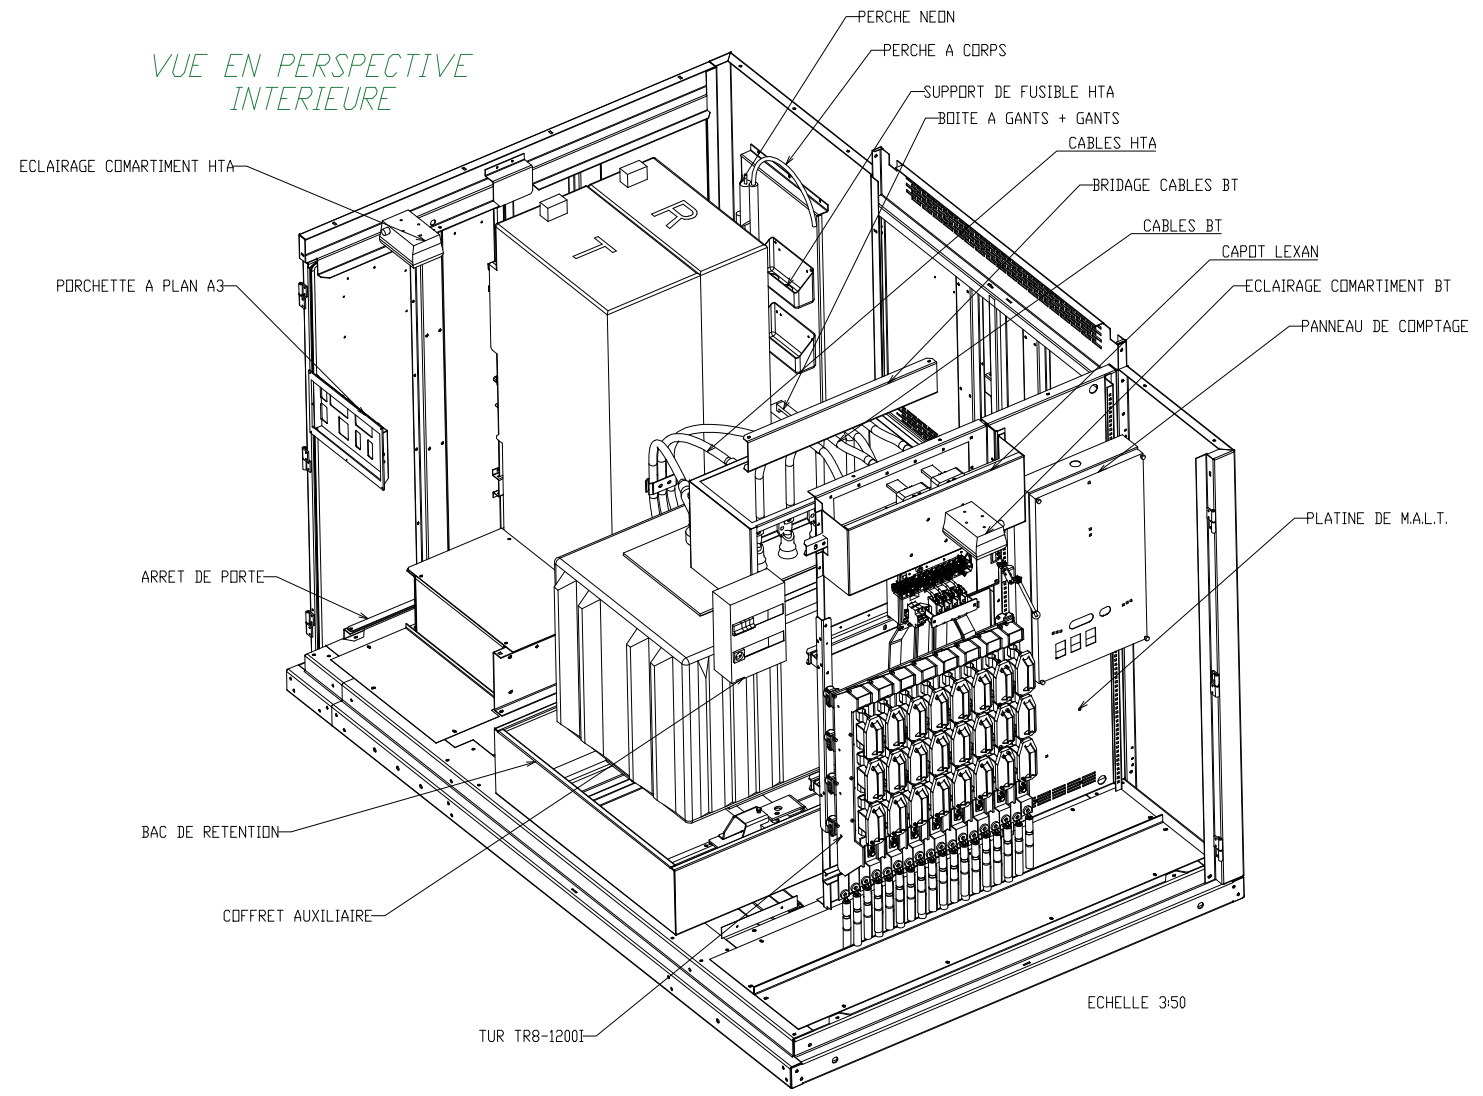 VUE EN PERSPECTIVE
INTERIEURE
PERCHE NEON
PERCHE A CORPS
SUPPORT DE FUSIBLE HTA
BOITE A GANTS + GANTS
CABLES HTA
BRIDAGE CABLES BT
CABLES BT
CAPOT LEXAN
ECLAIRAGE COMARTIMENT BT
PANNEAU DE COMPTAGE
PLATINE DE M.A.L.T.
ECLAIRAGE COMARTIMENT HTA
PORCHETTE A PLAN A3
ARRET DE PORTE
BAC DE RETENTION
COFFRET AUXILIAIRE
TUR TR8-1200I
R
T
ECHELLE 3:50